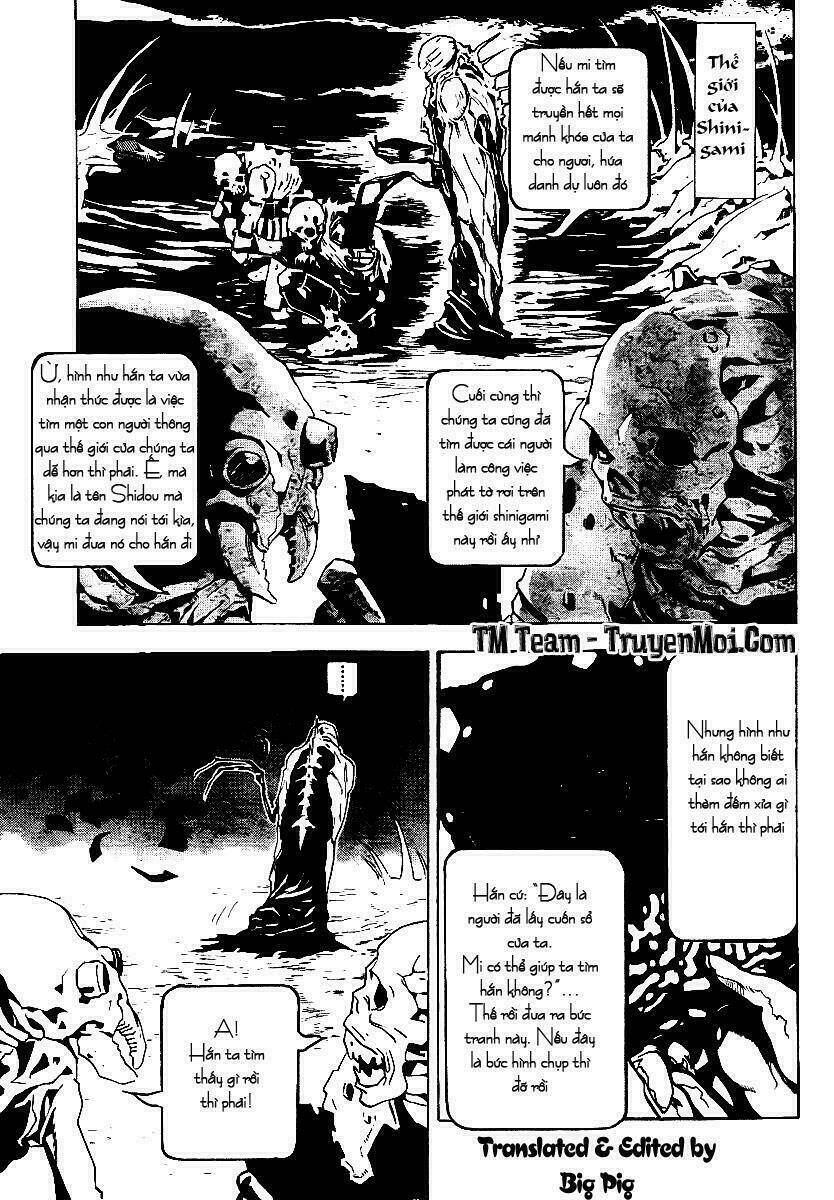 Thế
giới
của
Shini-
gami
Nếu mi tìm
được hắn ta sẽ
truyền hết mọi
mánh khóe của ta
cho ngươi, hứa
danh dự luôn đó
Cuối cùng thì
chúng ta cũng đã
tìm được cái người
làm công việc
phát tờ rơi trên
thế giới shinigami
này rồi ấy nhỉ
Ừ, hình như hắn ta vừa
nhận thức được là việc
tìm một con người thông
qua thế giới của chúng ta
dễ hơn thì phải. Ê, mà
kịa là tên Shidou mà
chúng ta đang nói tới kìa,
vậy mi đưa nó cho hắn đi
TM Team - TruyenMoi.Com
Nhưng hình như
hắn không biết
tại sao không ai
thèm đếm xỉa gì
tới hắn thì phải
Hắn cứ: "Đây là
người đã lấy cuốn sổ
của ta.
Mi có thể giúp ta tìm
hắn không?"...
Thế rồi đưa ra bức
tranh này. Nếu đây
là bức hình chụp thì
đỡ rồi
......
A!
Hắn ta tìm
thấy gì rồi
thì phải!
Translated & Edited by
Big Pig